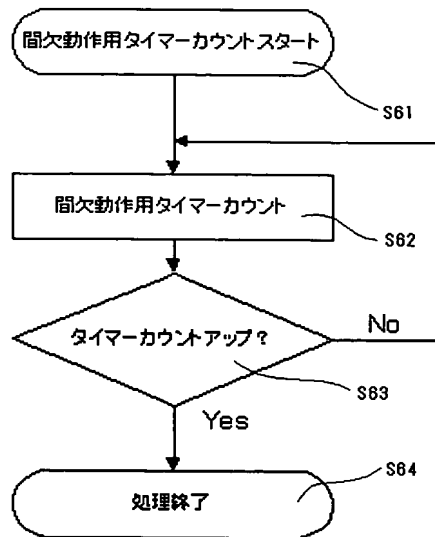 間欠動作用タイマーカウントスタート
S61
間欠動作用タイマーカウント
S62
タイマーカウントアップ?
No
S63
Yes
S64
処理終了